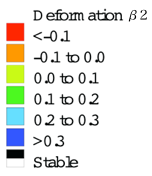 Deformation β2
<-0.1
-0.1 to 0.0
0.0 to 0.1
0.1 to 0.2
0.2 to 0.3
>0.3
Stable